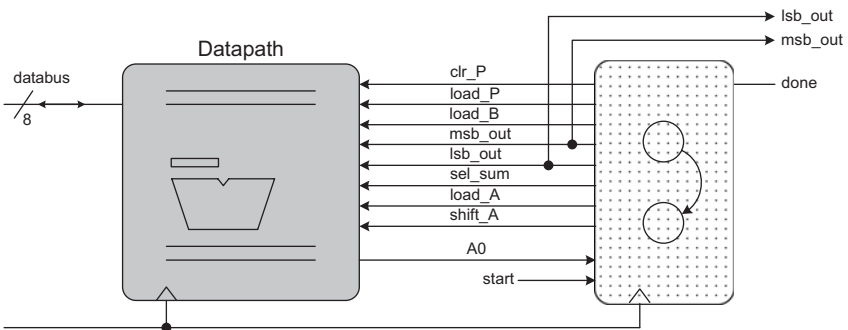 lsb_out
msb_out
Datapath
databus
8
clr_P
load_P
load_B
msb_out
lsb_out
sel_sum
load_A
shift_A
A0
start
done